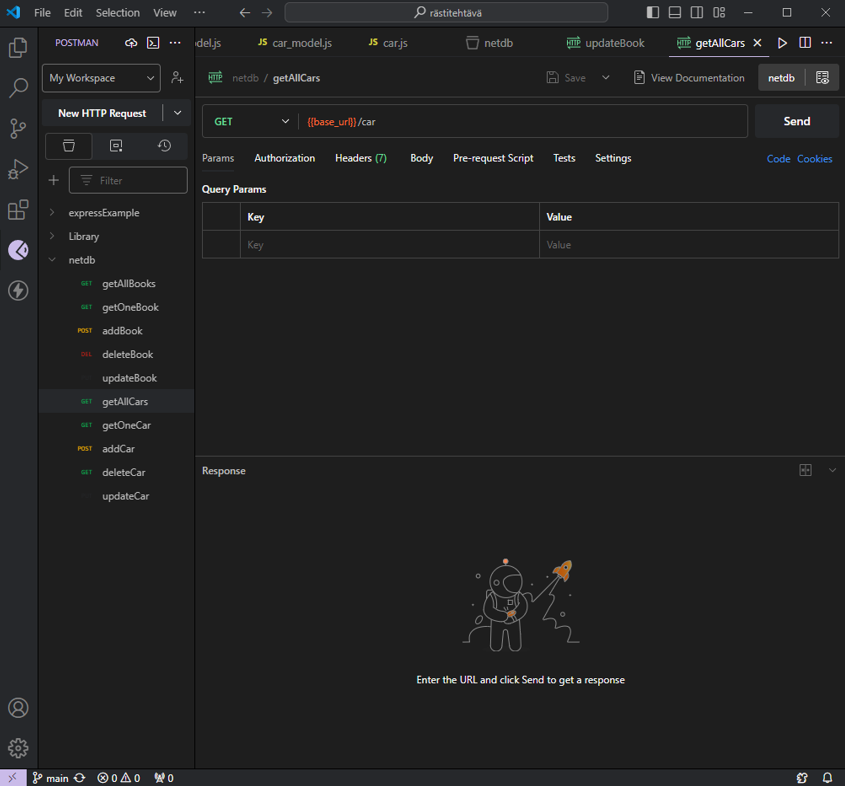 File Edit Selection View ··· rästitehtävä
POSTMAN ···
del.js JS car_model.js JS car.js netdb HTTP updateBook HTTP getAllCars ···
My Workspace
HTTP netdb / getAllCars Save View Documentation netdb
New HTTP Request
GET {{base_url}}/car Send
Params Authorization Headers (7) Body Pre-request Script Tests Settings Code Cookies
Filter
Query Params
Key Value
Key Value
expressExample
Library
netdb
GET getAllBooks
GET getOneBook
POST addBook
DEL deleteBook
updateBook
GET getAllCars
GET getOneCar
POST addCar
GET deleteCar
updateCar
Response
Enter the URL and click Send to get a response
main 0 0 0